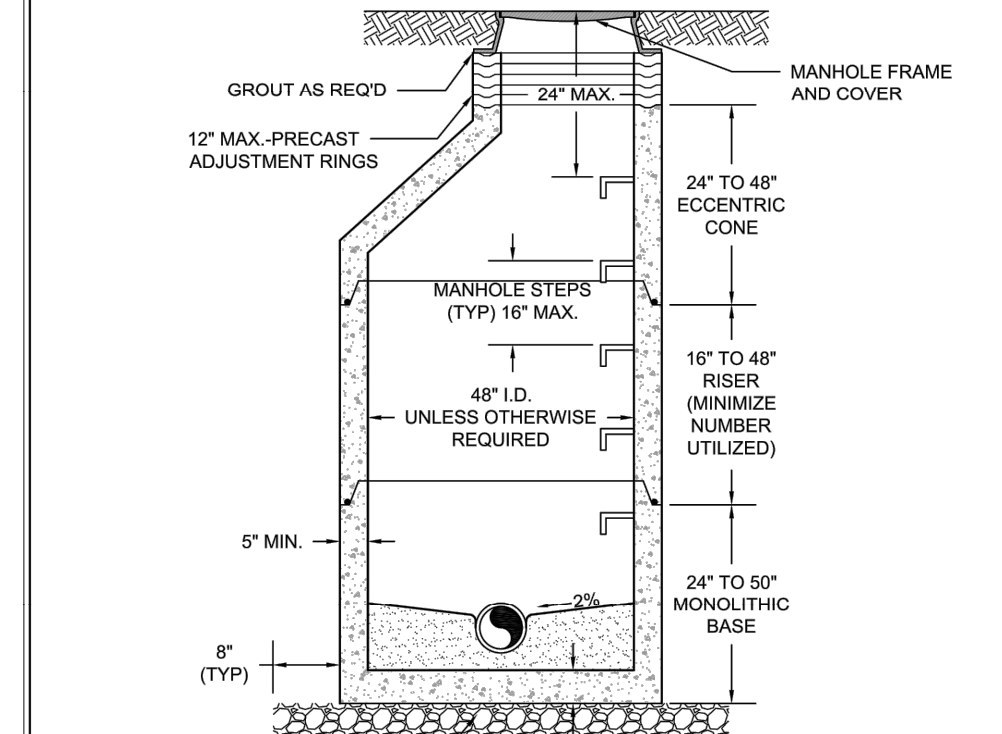 MANHOLE FRAME
AND COVER
GROUT AS REQ'D
24" MAX.
12" MAX.-PRECAST
ADJUSTMENT RINGS
24" TO 48"
ECCENTRIC
CONE
MANHOLE STEPS
(TYP) 16" MAX.
16" TO 48"
RISER
(MINIMIZE
NUMBER
UTILIZED)
48" I.D.
UNLESS OTHERWISE
REQUIRED
5" MIN.
24" TO 50"
MONOLITHIC
BASE
2%
8"
(TYP)